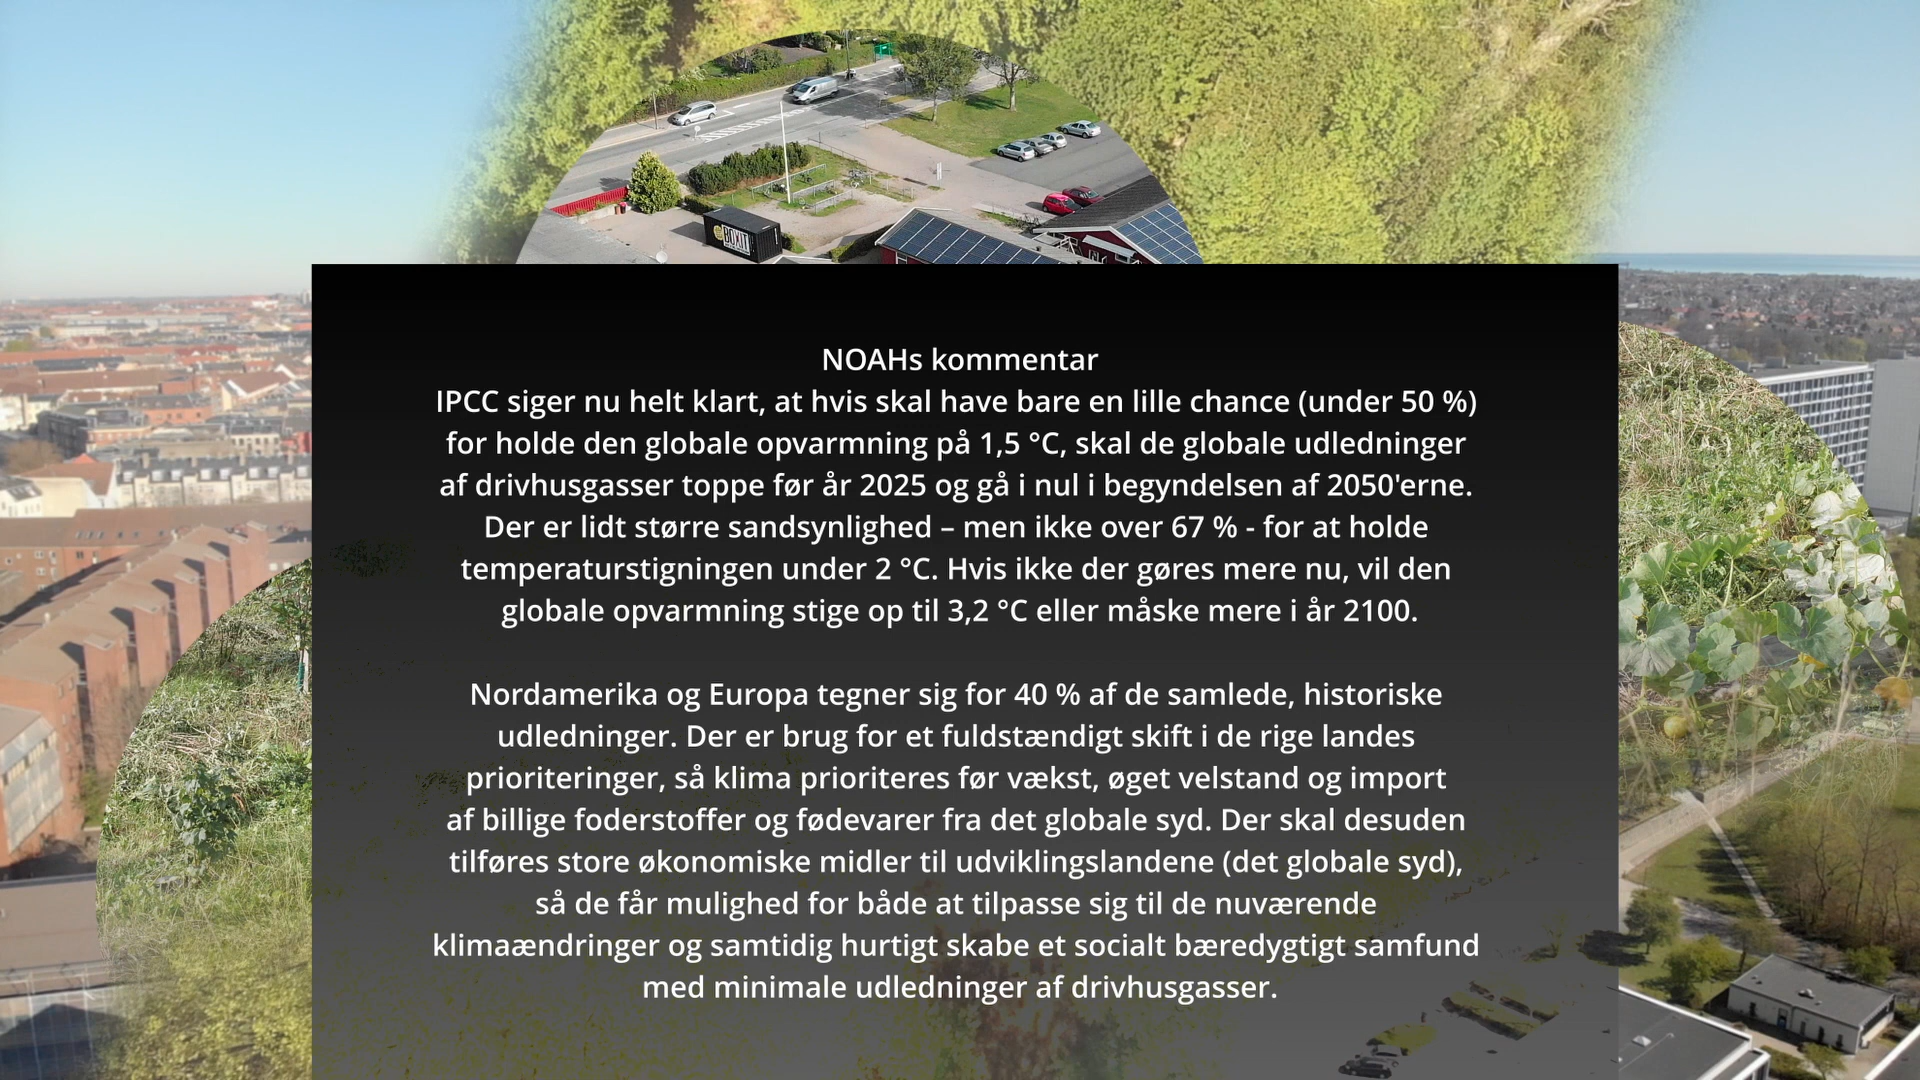 BOXIT
NOAHs kommentar
IPCC siger nu helt klart, at hvis skal have bare en lille chance (under 50 %)
for holde den globale opvarmning på 1,5 °C, skal de globale udledninger
af drivhusgasser toppe før år 2025 og gå i nul i begyndelsen af 2050'erne.
Der er lidt større sandsynlighed – men ikke over 67 % - for at holde
temperaturstigningen under 2 °C. Hvis ikke der gøres mere nu, vil den
globale opvarmning stige op til 3,2 °C eller måske mere i år 2100.
Nordamerika og Europa tegner sig for 40 % af de samlede, historiske
udledninger. Der er brug for et fuldstændigt skift i de rige landes
prioriteringer, så klima prioriteres før vækst, øget velstand og import
af billige foderstoffer og fødevarer fra det globale syd. Der skal desuden
tilføres store økonomiske midler til udviklingslandene (det globale syd),
så de får mulighed for både at tilpasse sig til de nuværende
klimaændringer og samtidig hurtigt skabe et socialt bæredygtigt samfund
med minimale udledninger af drivhusgasser.